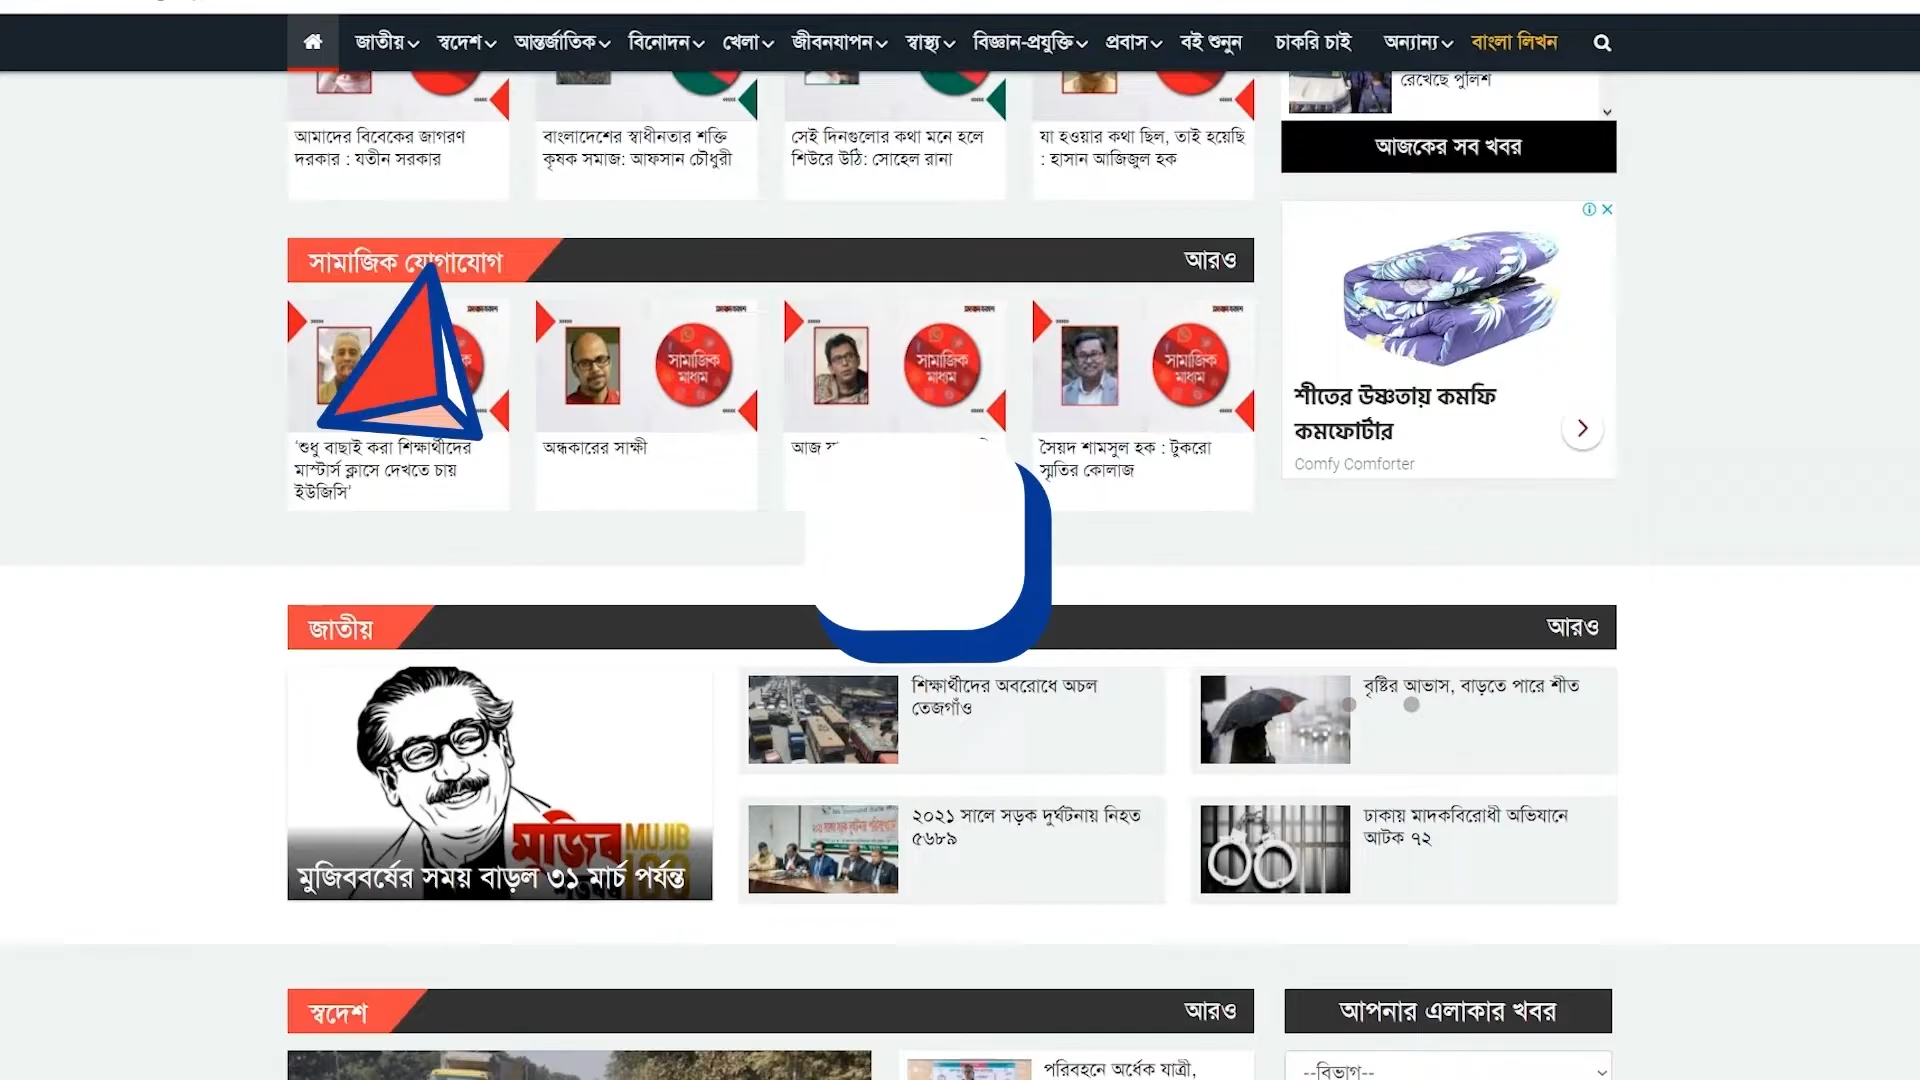 জাতীয়
স্বদেশ
আন্তর্জাতিক
বিনোদন
খেলা
জীবনযাপন
স্বাস্থ্য
বিজ্ঞান-প্রযুক্তি
প্রবাস
বই শুনুন
চাকরি চাই
অন্যান্য
বাংলা লিখন
রেখেছে পুলিশ
আমাদের বিবেকের জাগরণ
দরকার : যতীন সরকার
বাংলাদেশের স্বাধীনতার শক্তি
কৃষক সমাজ: আফসান চৌধুরী
সেই দিনগুলোর কথা মনে হলে
শিউরে উঠি: সোহেল রানা
যা হওয়ার কথা ছিল, তাই হয়েছে
: হাসান আজিজুল হক
আজকের সব খবর
সামাজিক যোগাযোগ
আরও
সামাজিক
মাধ্যম
সামাজিক
মাধ্যম
সামাজিক
মাধ্যম
‘শুধু বাছাই করা শিক্ষার্থীদের
মাস্টার্স ক্লাসে দেখতে চায়
ইউজিসি’
অন্ধকারের সাক্ষী
আজ
সৈয়দ শামসুল হক : টুকরো
স্মৃতির কোলাজ
শীতের উষ্ণতায় কমফি
কমফোর্টার
Comfy Comforter
জাতীয়
আরও
মুজিব MUJIB
100
মুজিববর্ষের সময় বাড়ল ৩১ মার্চ পর্যন্ত
শিক্ষার্থীদের অবরোধে অচল
তেজগাঁও
বৃষ্টির আভাস, বাড়তে পারে শীত
২০২১ সালে সড়ক দুর্ঘটনায় নিহত
৫৬৮৯
ঢাকায় মাদকবিরোধী অভিযানে
আটক ৭২
স্বদেশ
আরও
আপনার এলাকার খবর
পরিবহনে অর্ধেক যাত্রী,
--বিভাগ--